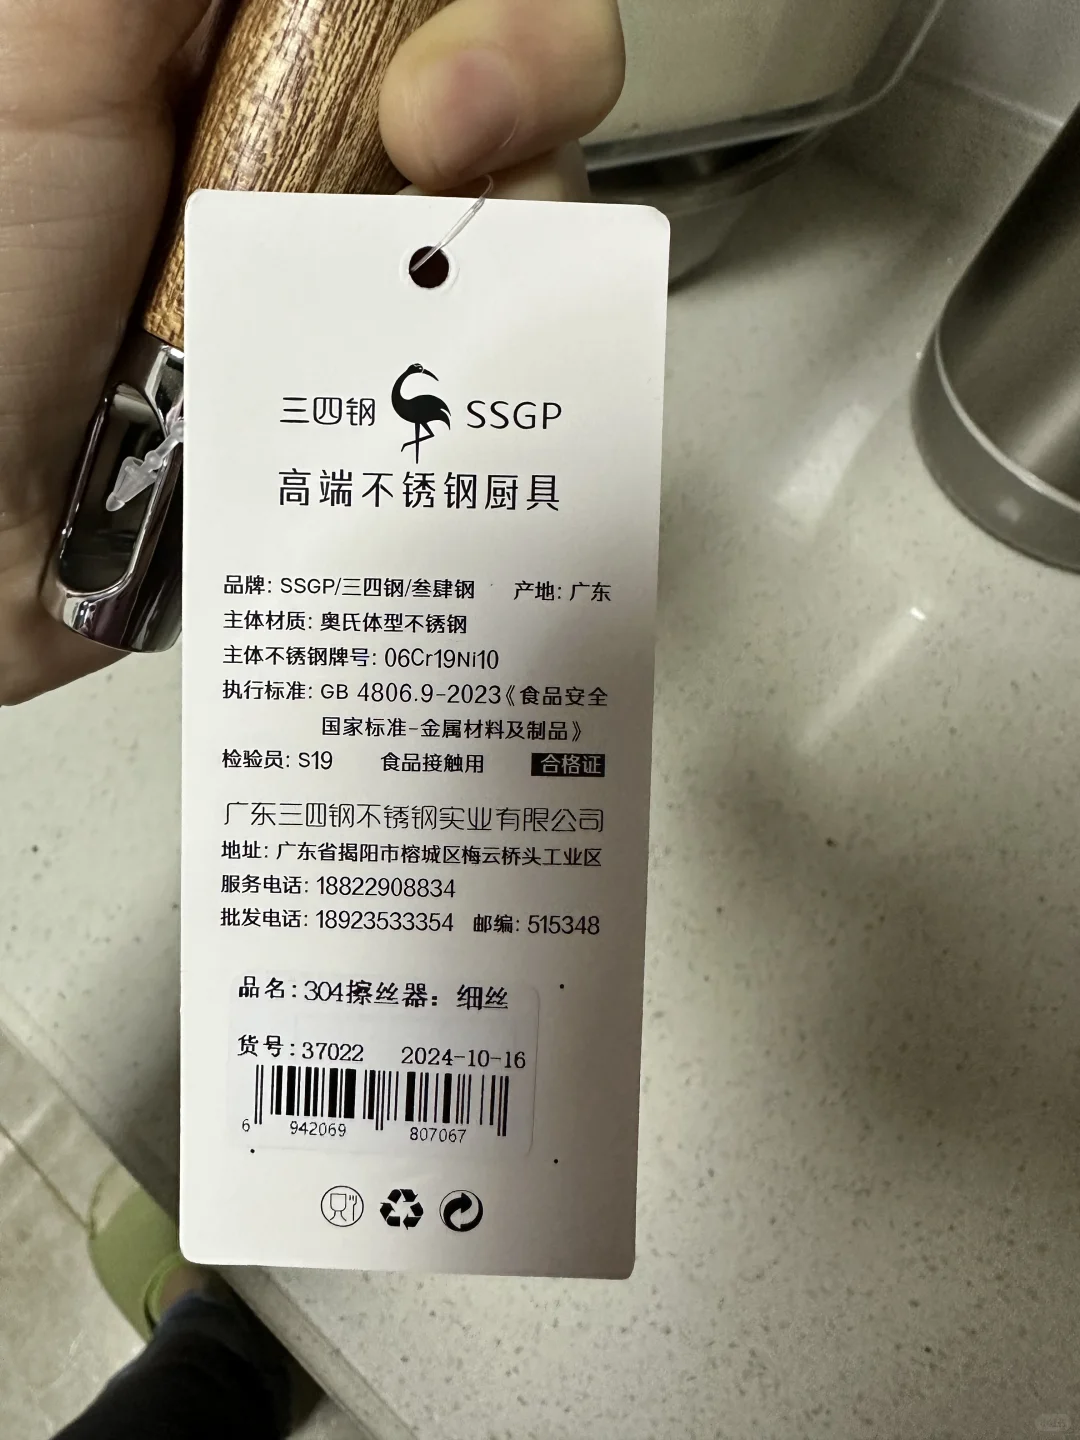 三四钢 SSGP
高端不锈钢厨具
品牌: SSGP/三四钢/叁肆钢 产地: 广东
主体材质: 奥氏体型不锈钢
主体不锈钢牌号: 06Cr19Ni10
执行标准: GB 4806.9-2023《食品安全
国家标准-金属材料及制品》
检验员: S19 食品接触用 合格证
广东三四钢不锈钢实业有限公司
地址: 广东省揭阳市榕城区梅云桥头工业区
服务电话: 18822908834
批发电话: 18923533354 邮编: 515348
品名: 304擦丝器: 细丝
货号: 37022 2024-10-16
6 942069 807067